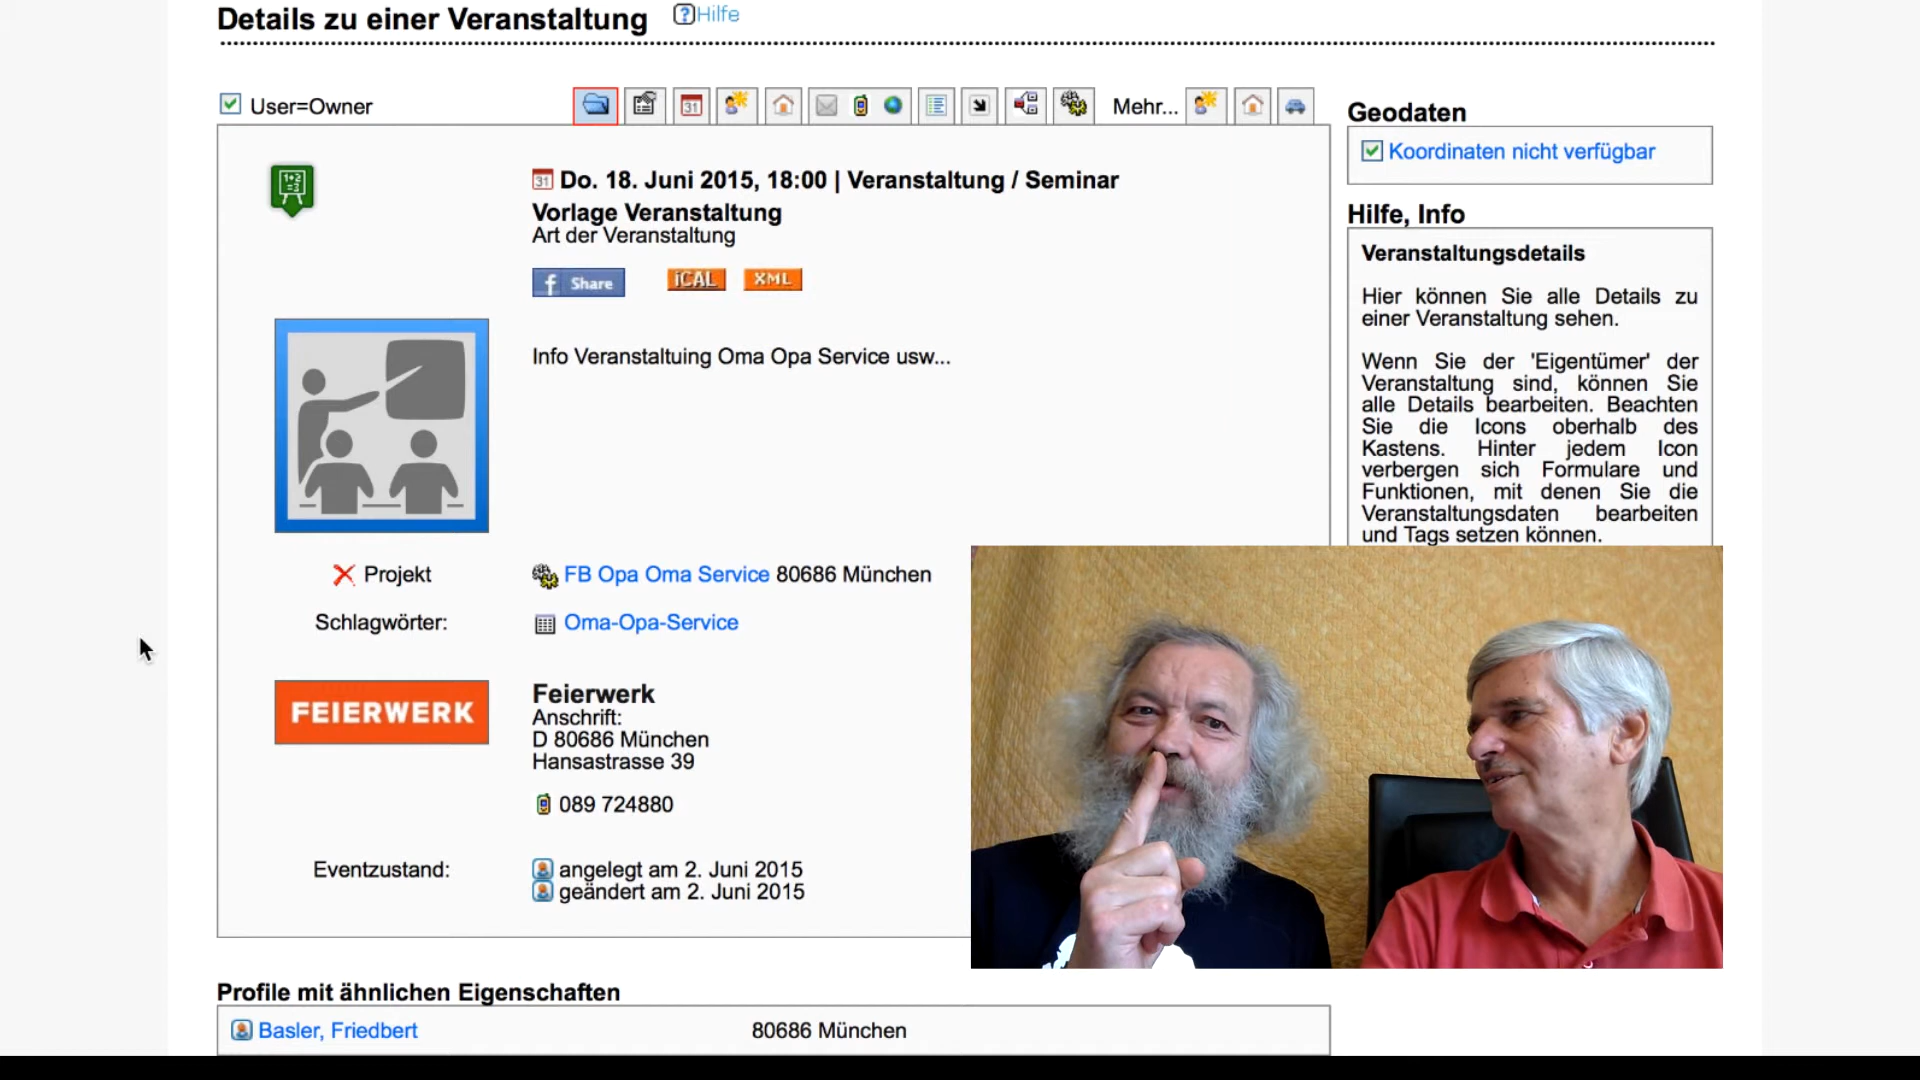 Details zu einer Veranstaltung
?Hilfe
User=Owner
31
Mehr...
1+2
=3
31 Do. 18. Juni 2015, 18:00 | Veranstaltung / Seminar
Vorlage Veranstaltung
Art der Veranstaltung
f Share
iCAL
XML
Info Veranstaltuing Oma Opa Service usw...
Projekt
FB Opa Oma Service 80686 München
Schlagwörter:
Oma-Opa-Service
FEIERWERK
Feierwerk
Anschrift:
D 80686 München
Hansastrasse 39
089 724880
Eventzustand:
angelegt am 2. Juni 2015
geändert am 2. Juni 2015
Geodaten
Koordinaten nicht verfügbar
Hilfe, Info
Veranstaltungsdetails
Hier können Sie alle Details zu
einer Veranstaltung sehen.
Wenn Sie der 'Eigentümer' der
Veranstaltung sind, können Sie
alle Details bearbeiten. Beachten
Sie die Icons oberhalb des
Kastens. Hinter jedem Icon
verbergen sich Formulare und
Funktionen, mit denen Sie die
Veranstaltungsdaten bearbeiten
und Tags setzen können.
Profile mit ähnlichen Eigenschaften
Basler, Friedbert
80686 München